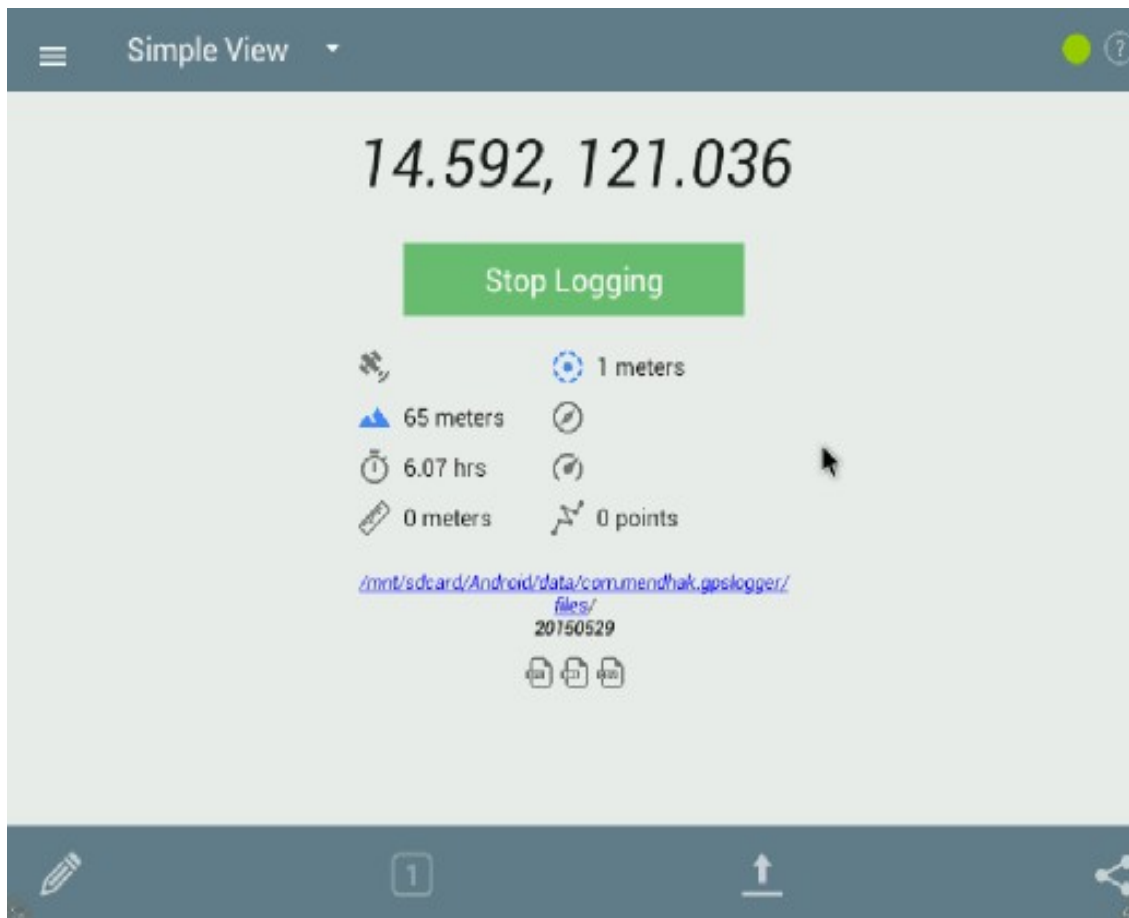 Simple View
14.592, 121.036
Stop Logging
1 meters
65 meters
6.07 hrs
0 meters
0 points
/mnt/sdcard/Android/data/com.mendhak.gpslogger/
files/
20150529
1